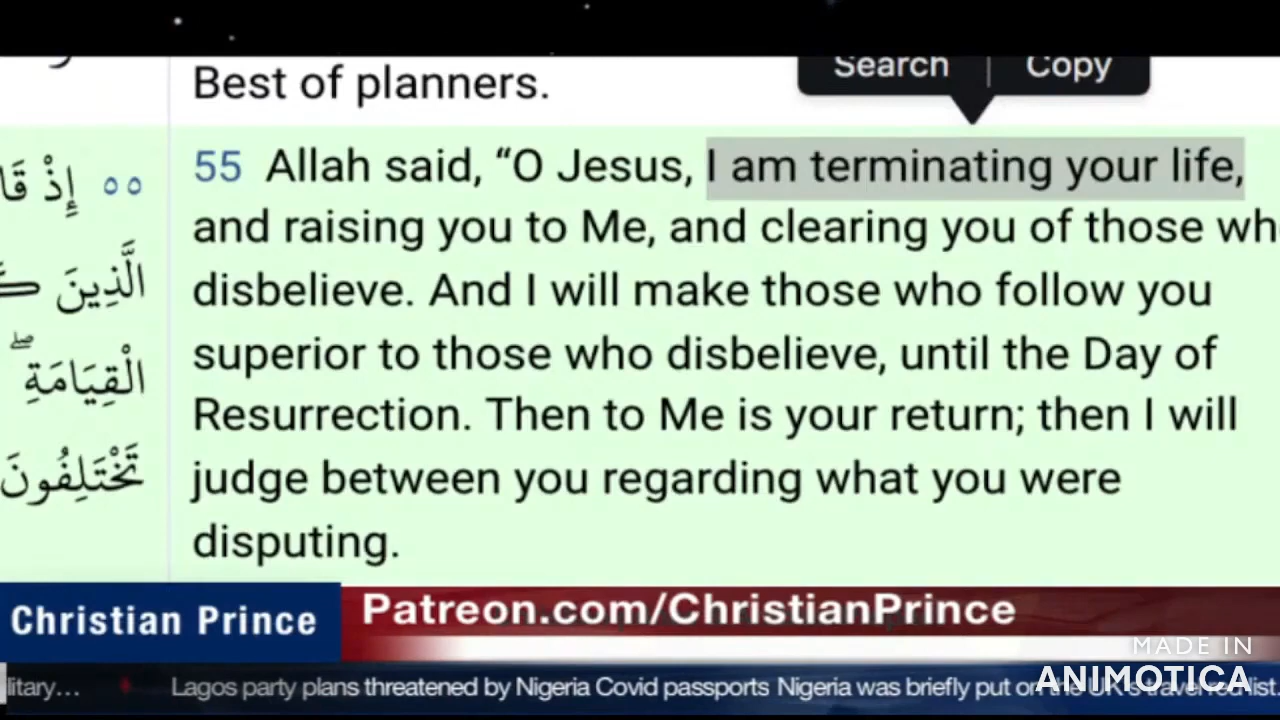 Best of planners.
Search | Copy
٥٥ إِذْ قَا
55 Allah said, “O Jesus, I am terminating your life,
and raising you to Me, and clearing you of those wh
الَّذِينَ كَ
disbelieve. And I will make those who follow you
superior to those who disbelieve, until the Day of
الْقِيَامَةِ ۖ
Resurrection. Then to Me is your return; then I will
تَخْتَلِفُونَ
judge between you regarding what you were
disputing.
Christian Prince
Patreon.com/ChristianPrince
MADE IN
ANIMOTICA
litary… Lagos party plans threatened by Nigeria Covid passports Nigeria was briefly put on the UK's travel red list.